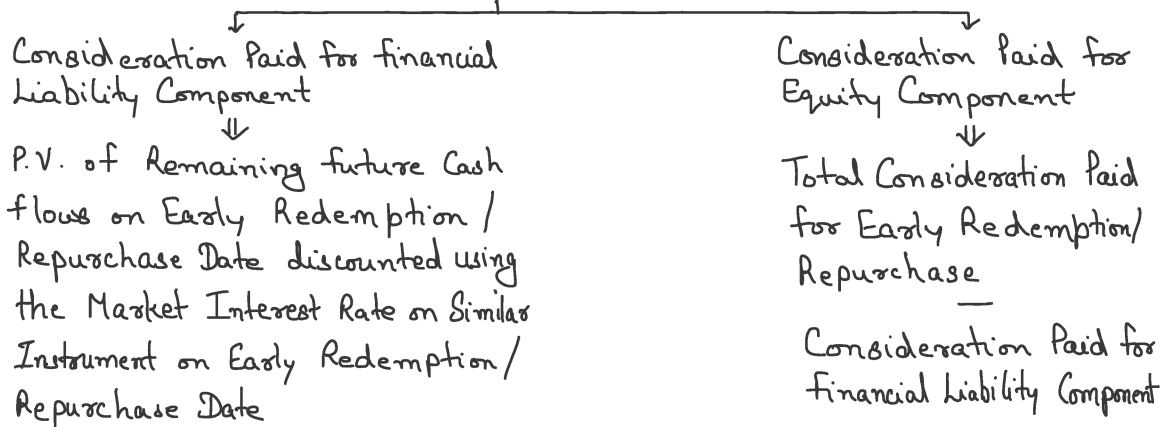 Consideration Paid for financial
Liability Component
⇓
P.V. of Remaining future Cash
flows on Early Redemption /
Repurchase Date discounted using
the Market Interest Rate on Similar
Instrument on Early Redemption /
Repurchase Date
Consideration Paid for
Equity Component
⇓
Total Consideration Paid
for Early Redemption/
Repurchase
—
Consideration Paid for
financial Liability Component